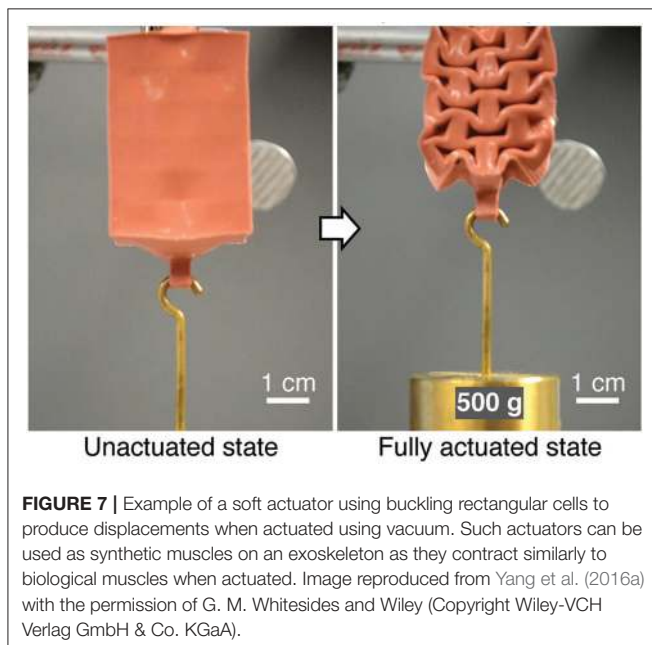 1 cm
500 g
1 cm
Unactuated state
Fully actuated state
FIGURE 7 | Example of a soft actuator using buckling rectangular cells to
produce displacements when actuated using vacuum. Such actuators can be
used as synthetic muscles on an exoskeleton as they contract similarly to
biological muscles when actuated. Image reproduced from Yang et al. (2016a)
with the permission of G. M. Whitesides and Wiley (Copyright Wiley-VCH
Verlag GmbH & Co. KGaA).